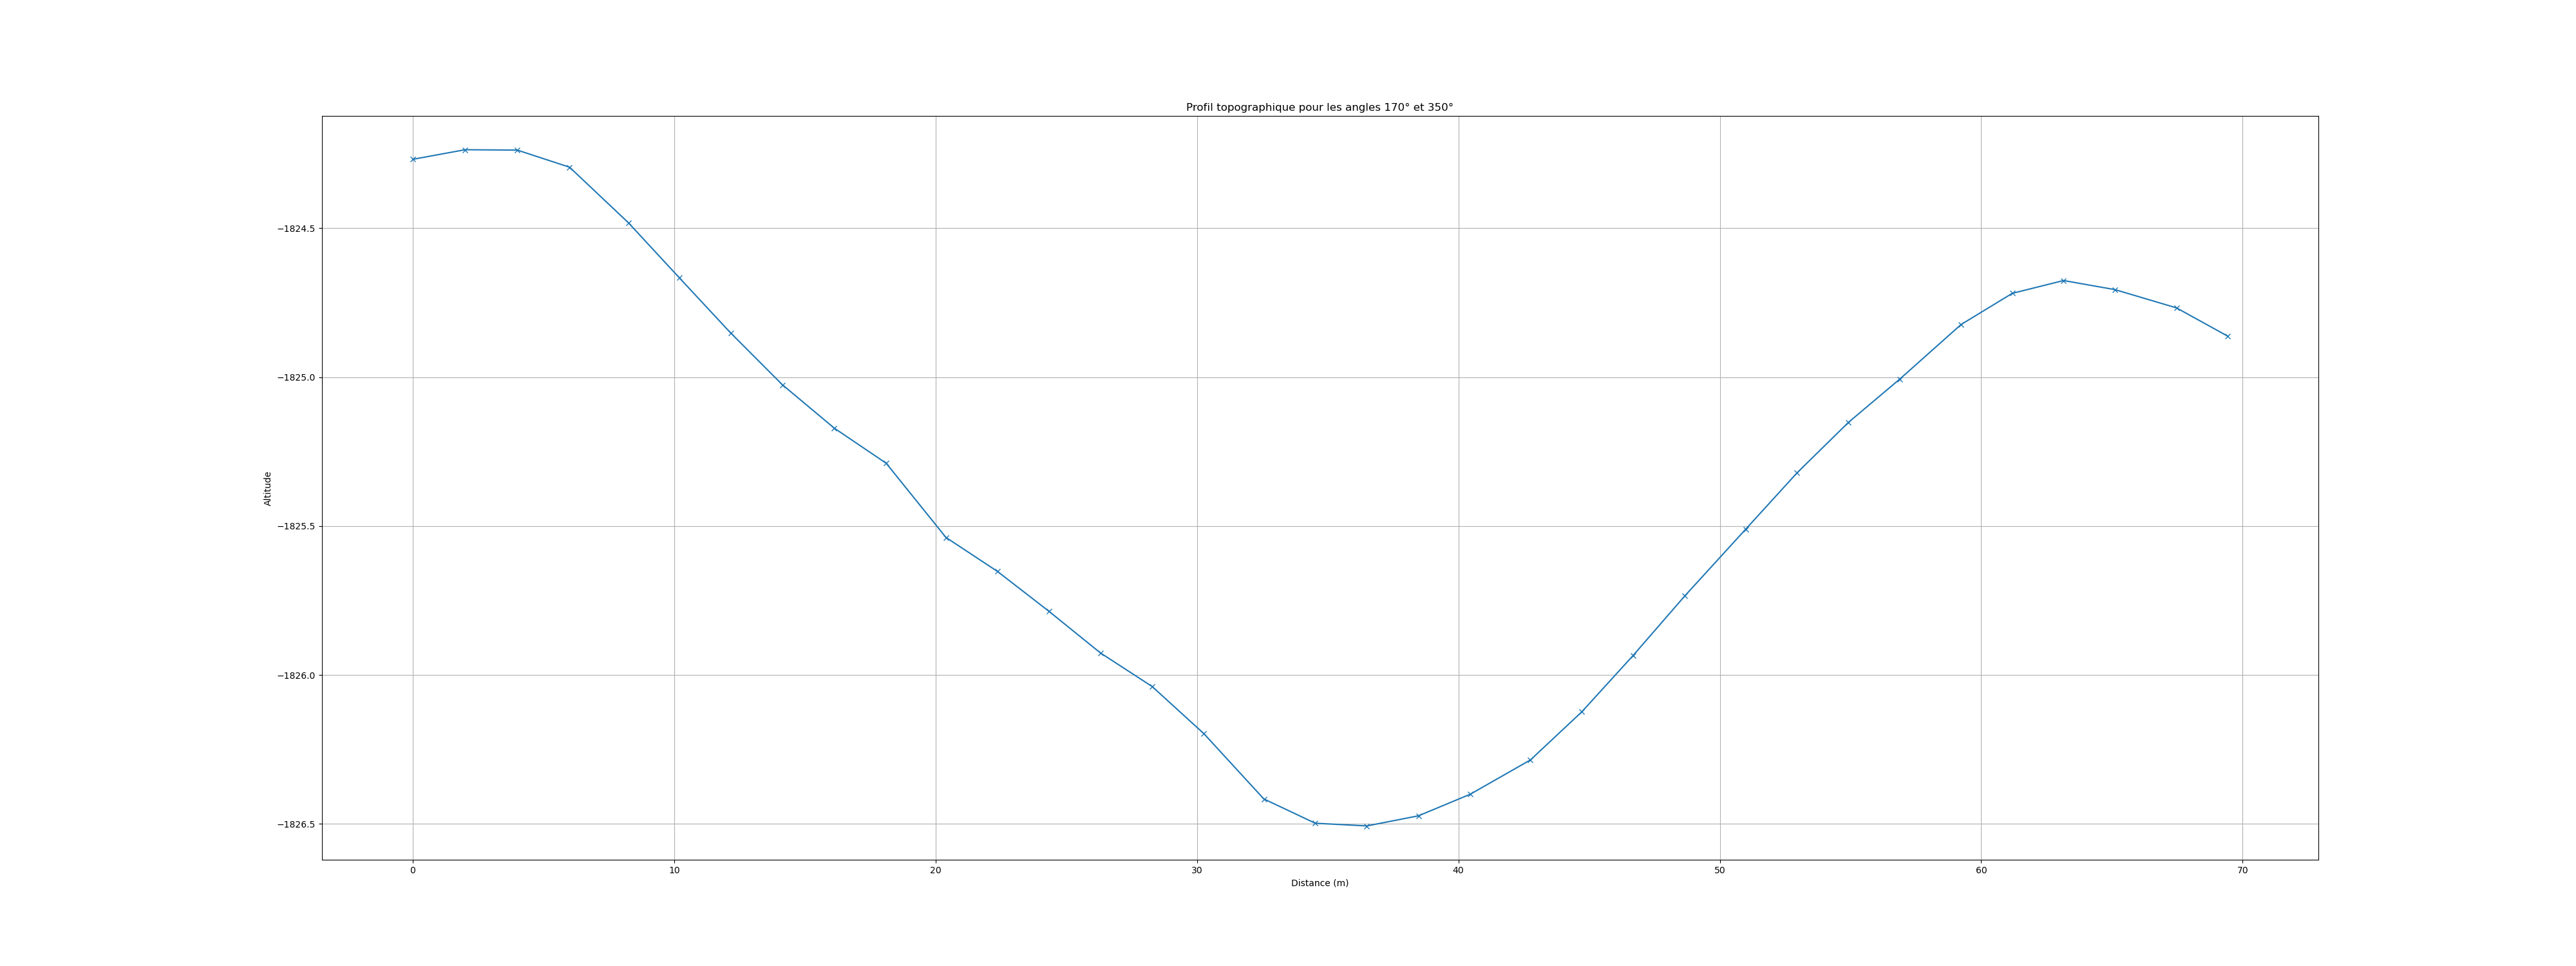 Profil topographique pour les angles 170° et 350°
−1824.5
−1825.0
−1825.5
−1826.0
−1826.5
Altitude
0 10 20 30 40 50 60 70
Distance (m)